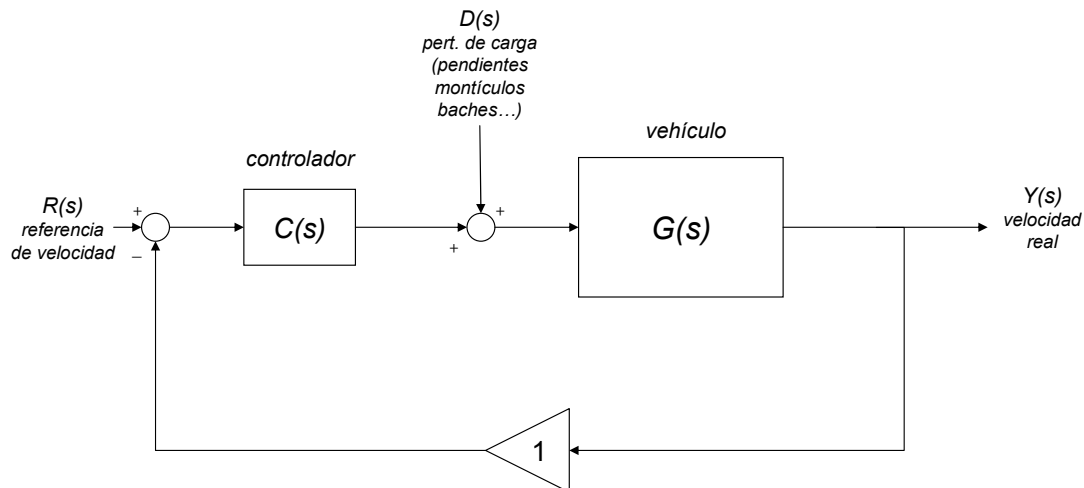 D(s)
pert. de carga
(pendientes
montículos
baches…)
vehículo
controlador
R(s)
referencia
de velocidad
+
−
C(s)
+
+
G(s)
Y(s)
velocidad
real
1